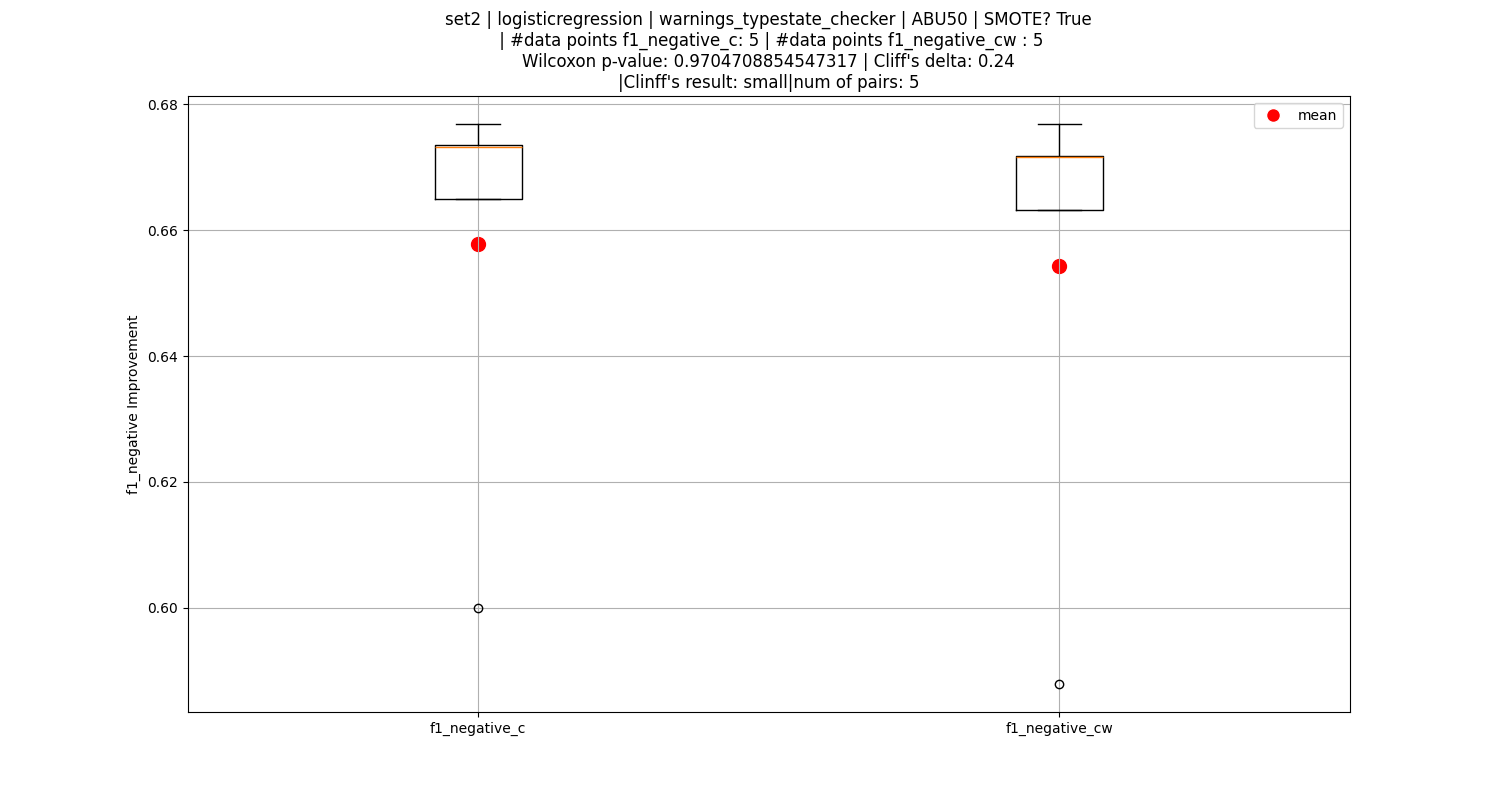 set2 | logisticregression | warnings_typestate_checker | ABU50 | SMOTE? True
| #data points f1_negative_c: 5 | #data points f1_negative_cw : 5
Wilcoxon p-value: 0.9704708854547317 | Cliff's delta: 0.24
|Clinff's result: small|num of pairs: 5
mean
f1_negative Improvement
0.68
0.66
0.64
0.62
0.60
f1_negative_c
f1_negative_cw